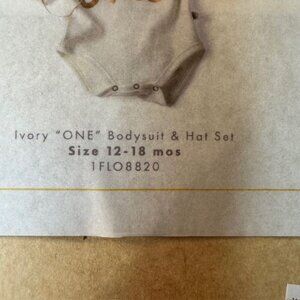 Ivory "ONE" Bodysuit & Hat Set
Size 12-18 mos
1FLO8820